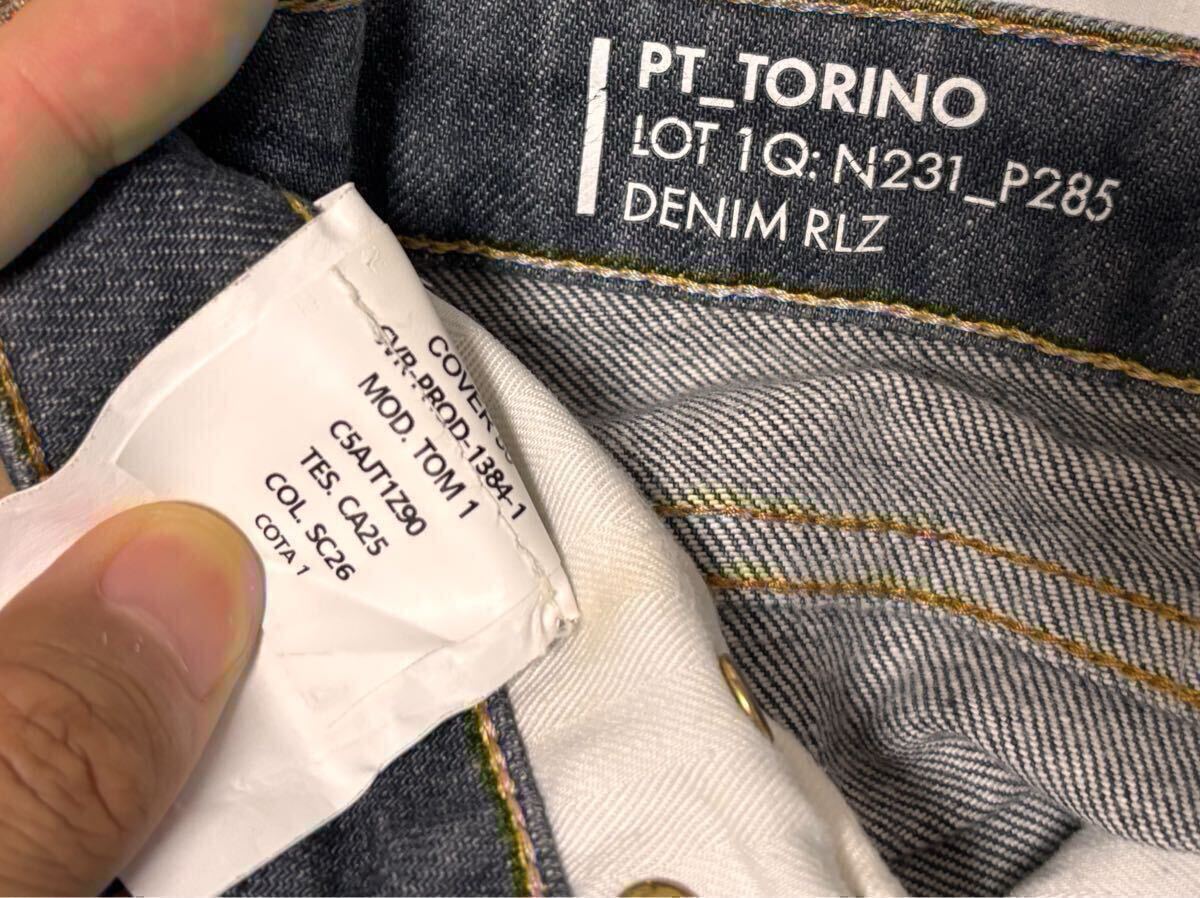 PT_TORINO
LOT 1Q: N231_P285
DENIM RLZ
COVER
CVR-PROD-1384-1
MOD. TOM 1
C5AJT1Z90
TES. CA25
COL. SC26
COTA 1